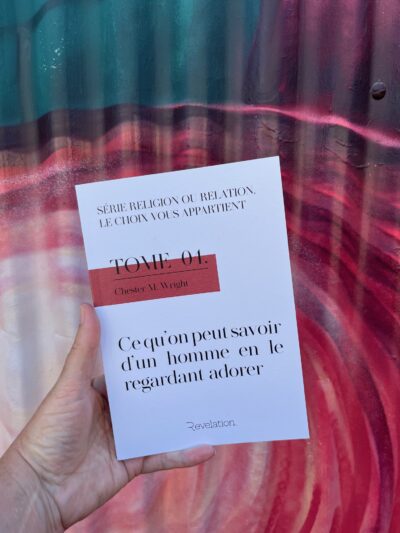 SÉRIE RELIGION OU RELATION,
LE CHOIX VOUS APPARTIENT
TOME 01.
Chester M. Wright
Ce qu'on peut savoir
d'un homme en le
regardant adorer
Revelation.